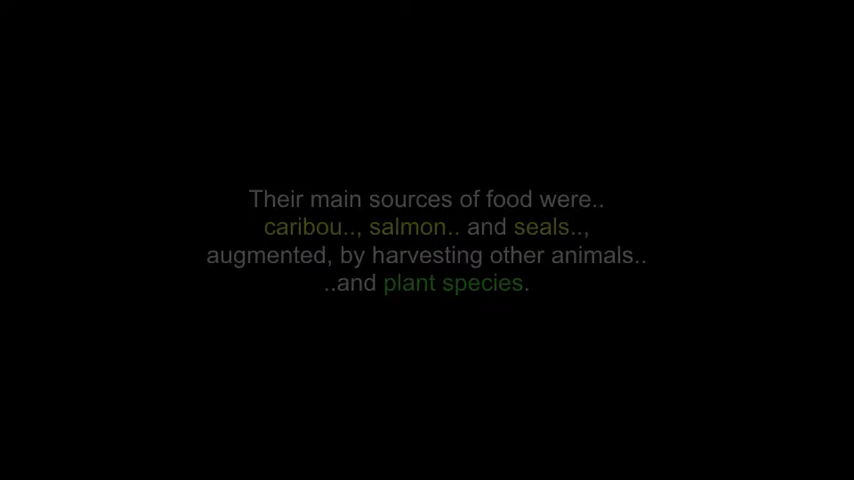 Their main sources of food were..
caribou.., salmon.. and seals..,
augmented, by harvesting other animals..
..and plant species.